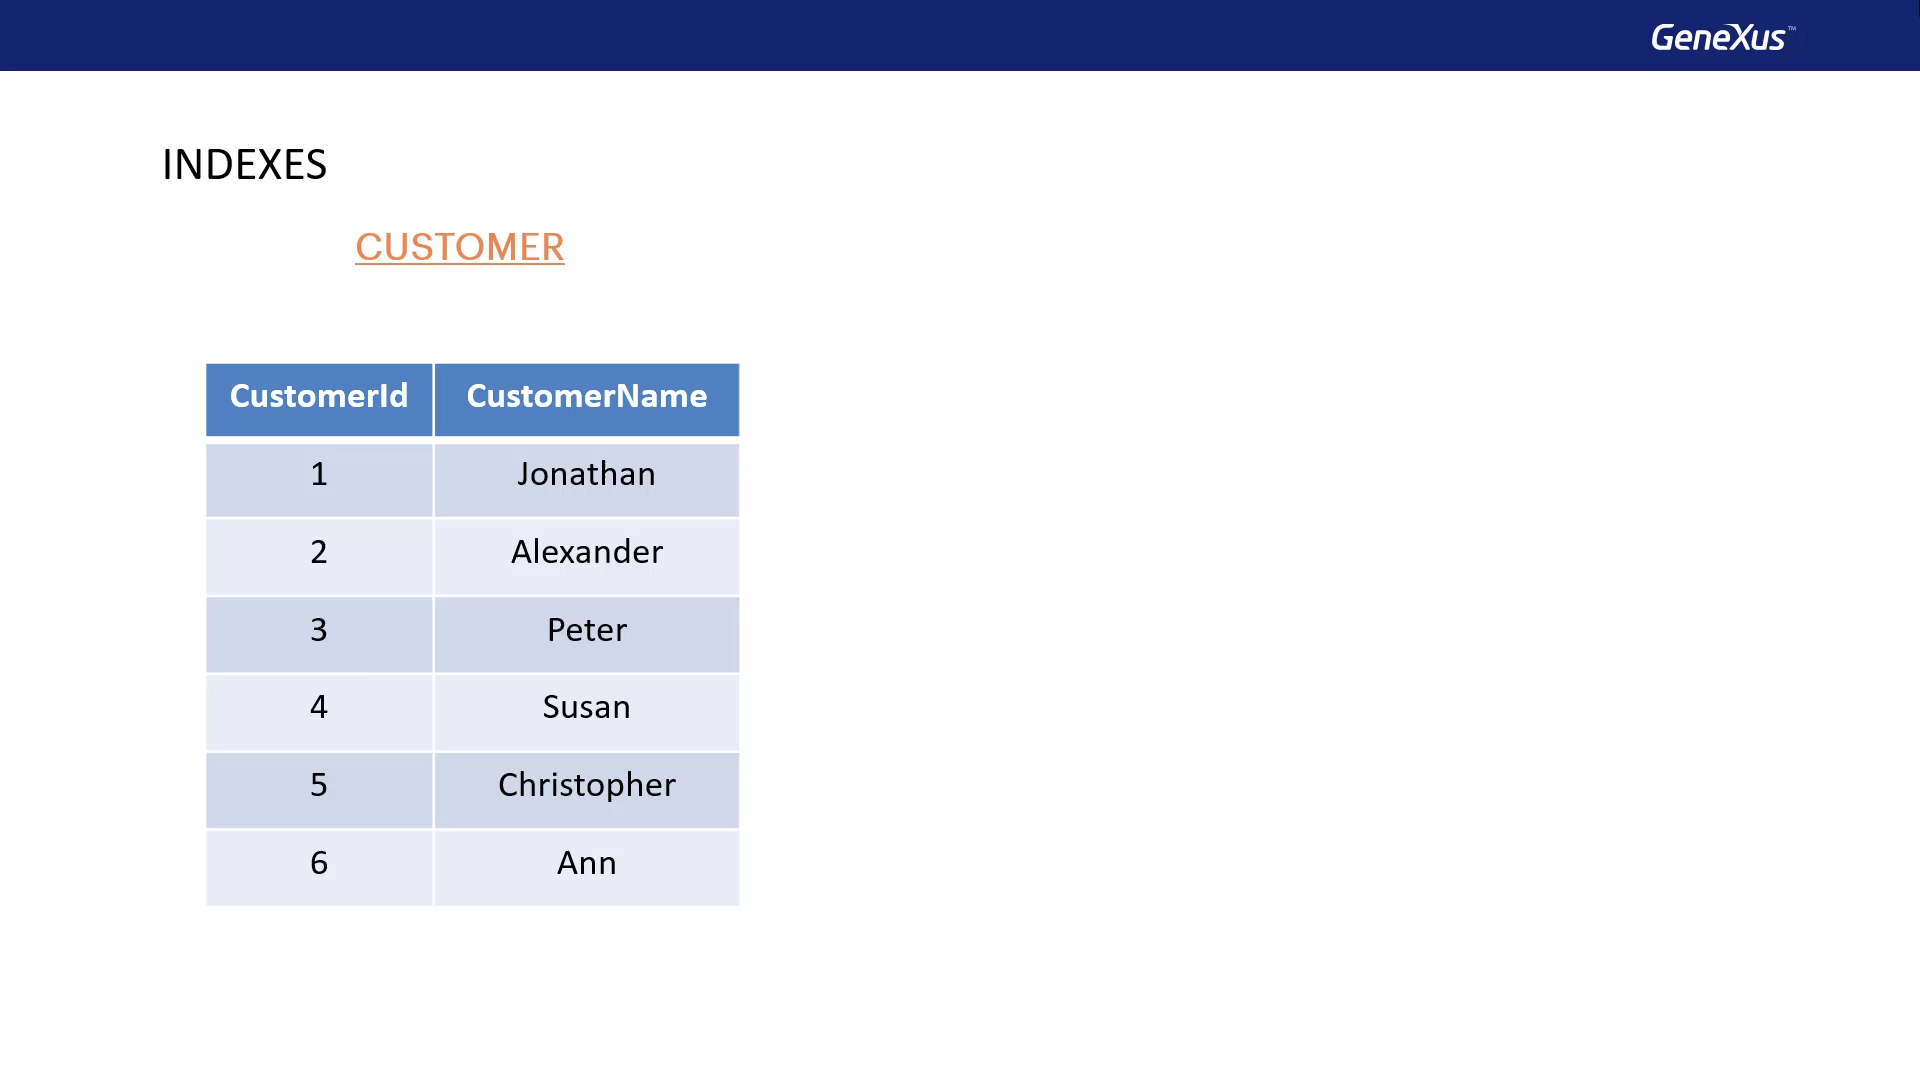 GeneXus™
INDEXES
CUSTOMER
CustomerId CustomerName
1 Jonathan
2 Alexander
3 Peter
4 Susan
5 Christopher
6 Ann